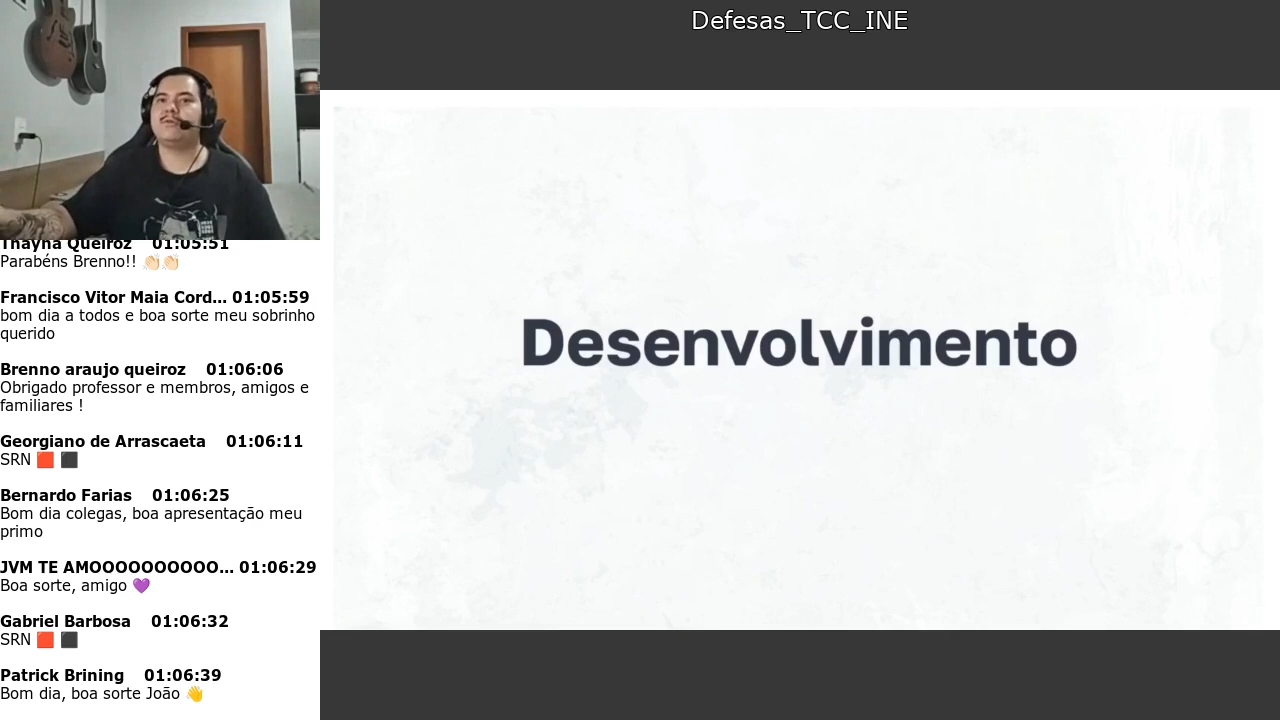 Defesas_TCC_INE
Thayna Queiroz 01:05:51
Parabéns Brenno!! 👏🏻👏🏻
Francisco Vitor Maia Cord... 01:05:59
bom dia a todos e boa sorte meu sobrinho
querido
Brenno araujo queiroz 01:06:06
Obrigado professor e membros, amigos e
familiares !
Georgiano de Arrascaeta 01:06:11
SRN 🟥 ⬛
Bernardo Farias 01:06:25
Bom dia colegas, boa apresentação meu
primo
JVM TE AMOOOOOOOOOO... 01:06:29
Boa sorte, amigo 💜
Gabriel Barbosa 01:06:32
SRN 🟥 ⬛
Patrick Brining 01:06:39
Bom dia, boa sorte João 👋
Desenvolvimento